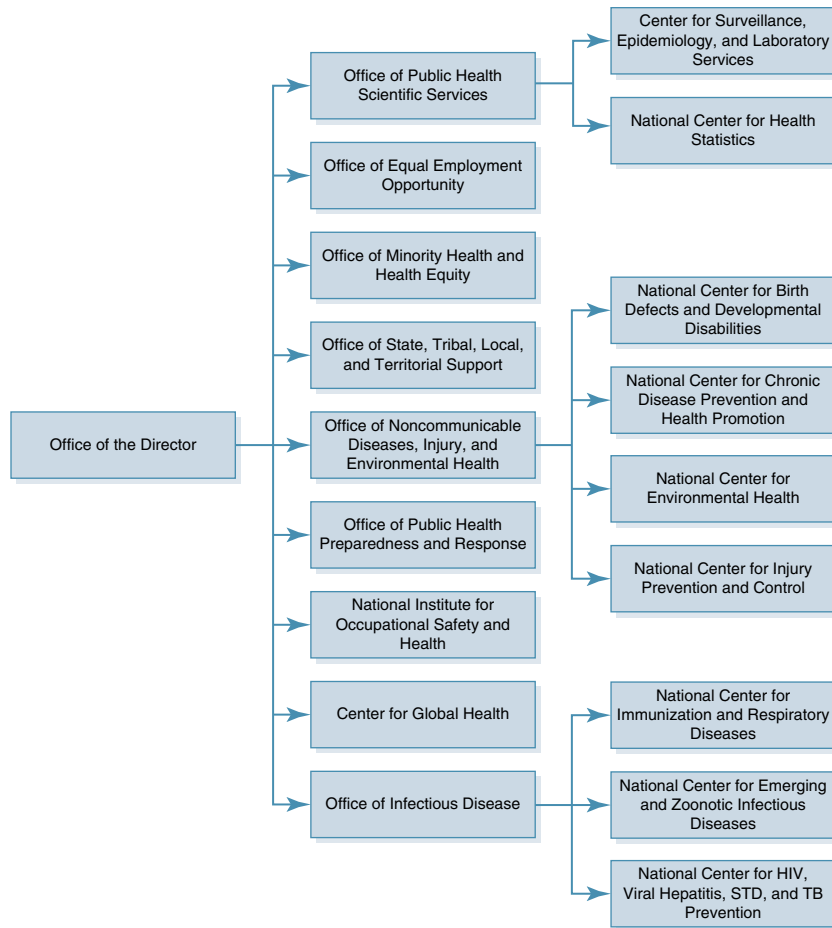 Office of the Director
Office of Public Health
Scientific Services
Office of Equal Employment
Opportunity
Office of Minority Health and
Health Equity
Office of State, Tribal, Local,
and Territorial Support
Office of Noncommunicable
Diseases, Injury, and
Environmental Health
Office of Public Health
Preparedness and Response
National Institute for
Occupational Safety and
Health
Center for Global Health
Office of Infectious Disease
Center for Surveillance,
Epidemiology, and Laboratory
Services
National Center for Health
Statistics
National Center for Birth
Defects and Developmental
Disabilities
National Center for Chronic
Disease Prevention and
Health Promotion
National Center for
Environmental Health
National Center for Injury
Prevention and Control
National Center for
Immunization and Respiratory
Diseases
National Center for Emerging
and Zoonotic Infectious
Diseases
National Center for HIV,
Viral Hepatitis, STD, and TB
Prevention